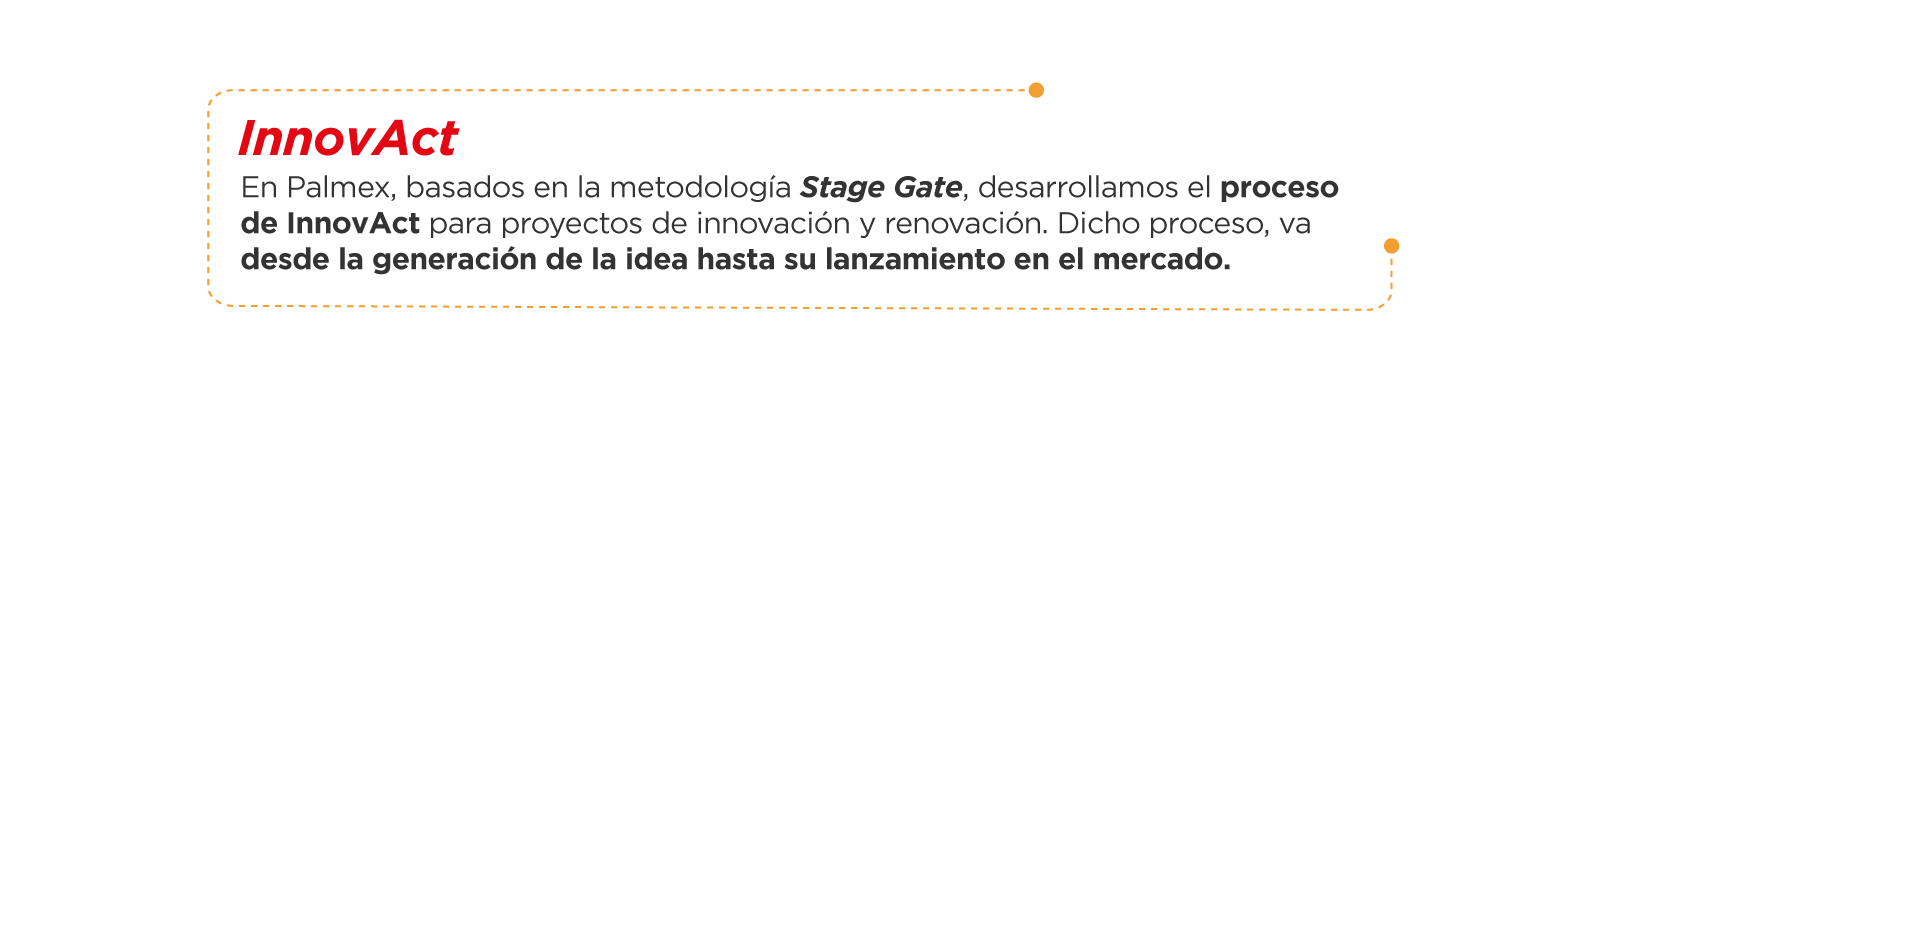 InnovAct
En Palmex, basados en la metodología Stage Gate, desarrollamos el proceso
de InnovAct para proyectos de innovación y renovación. Dicho proceso, va
desde la generación de la idea hasta su lanzamiento en el mercado.